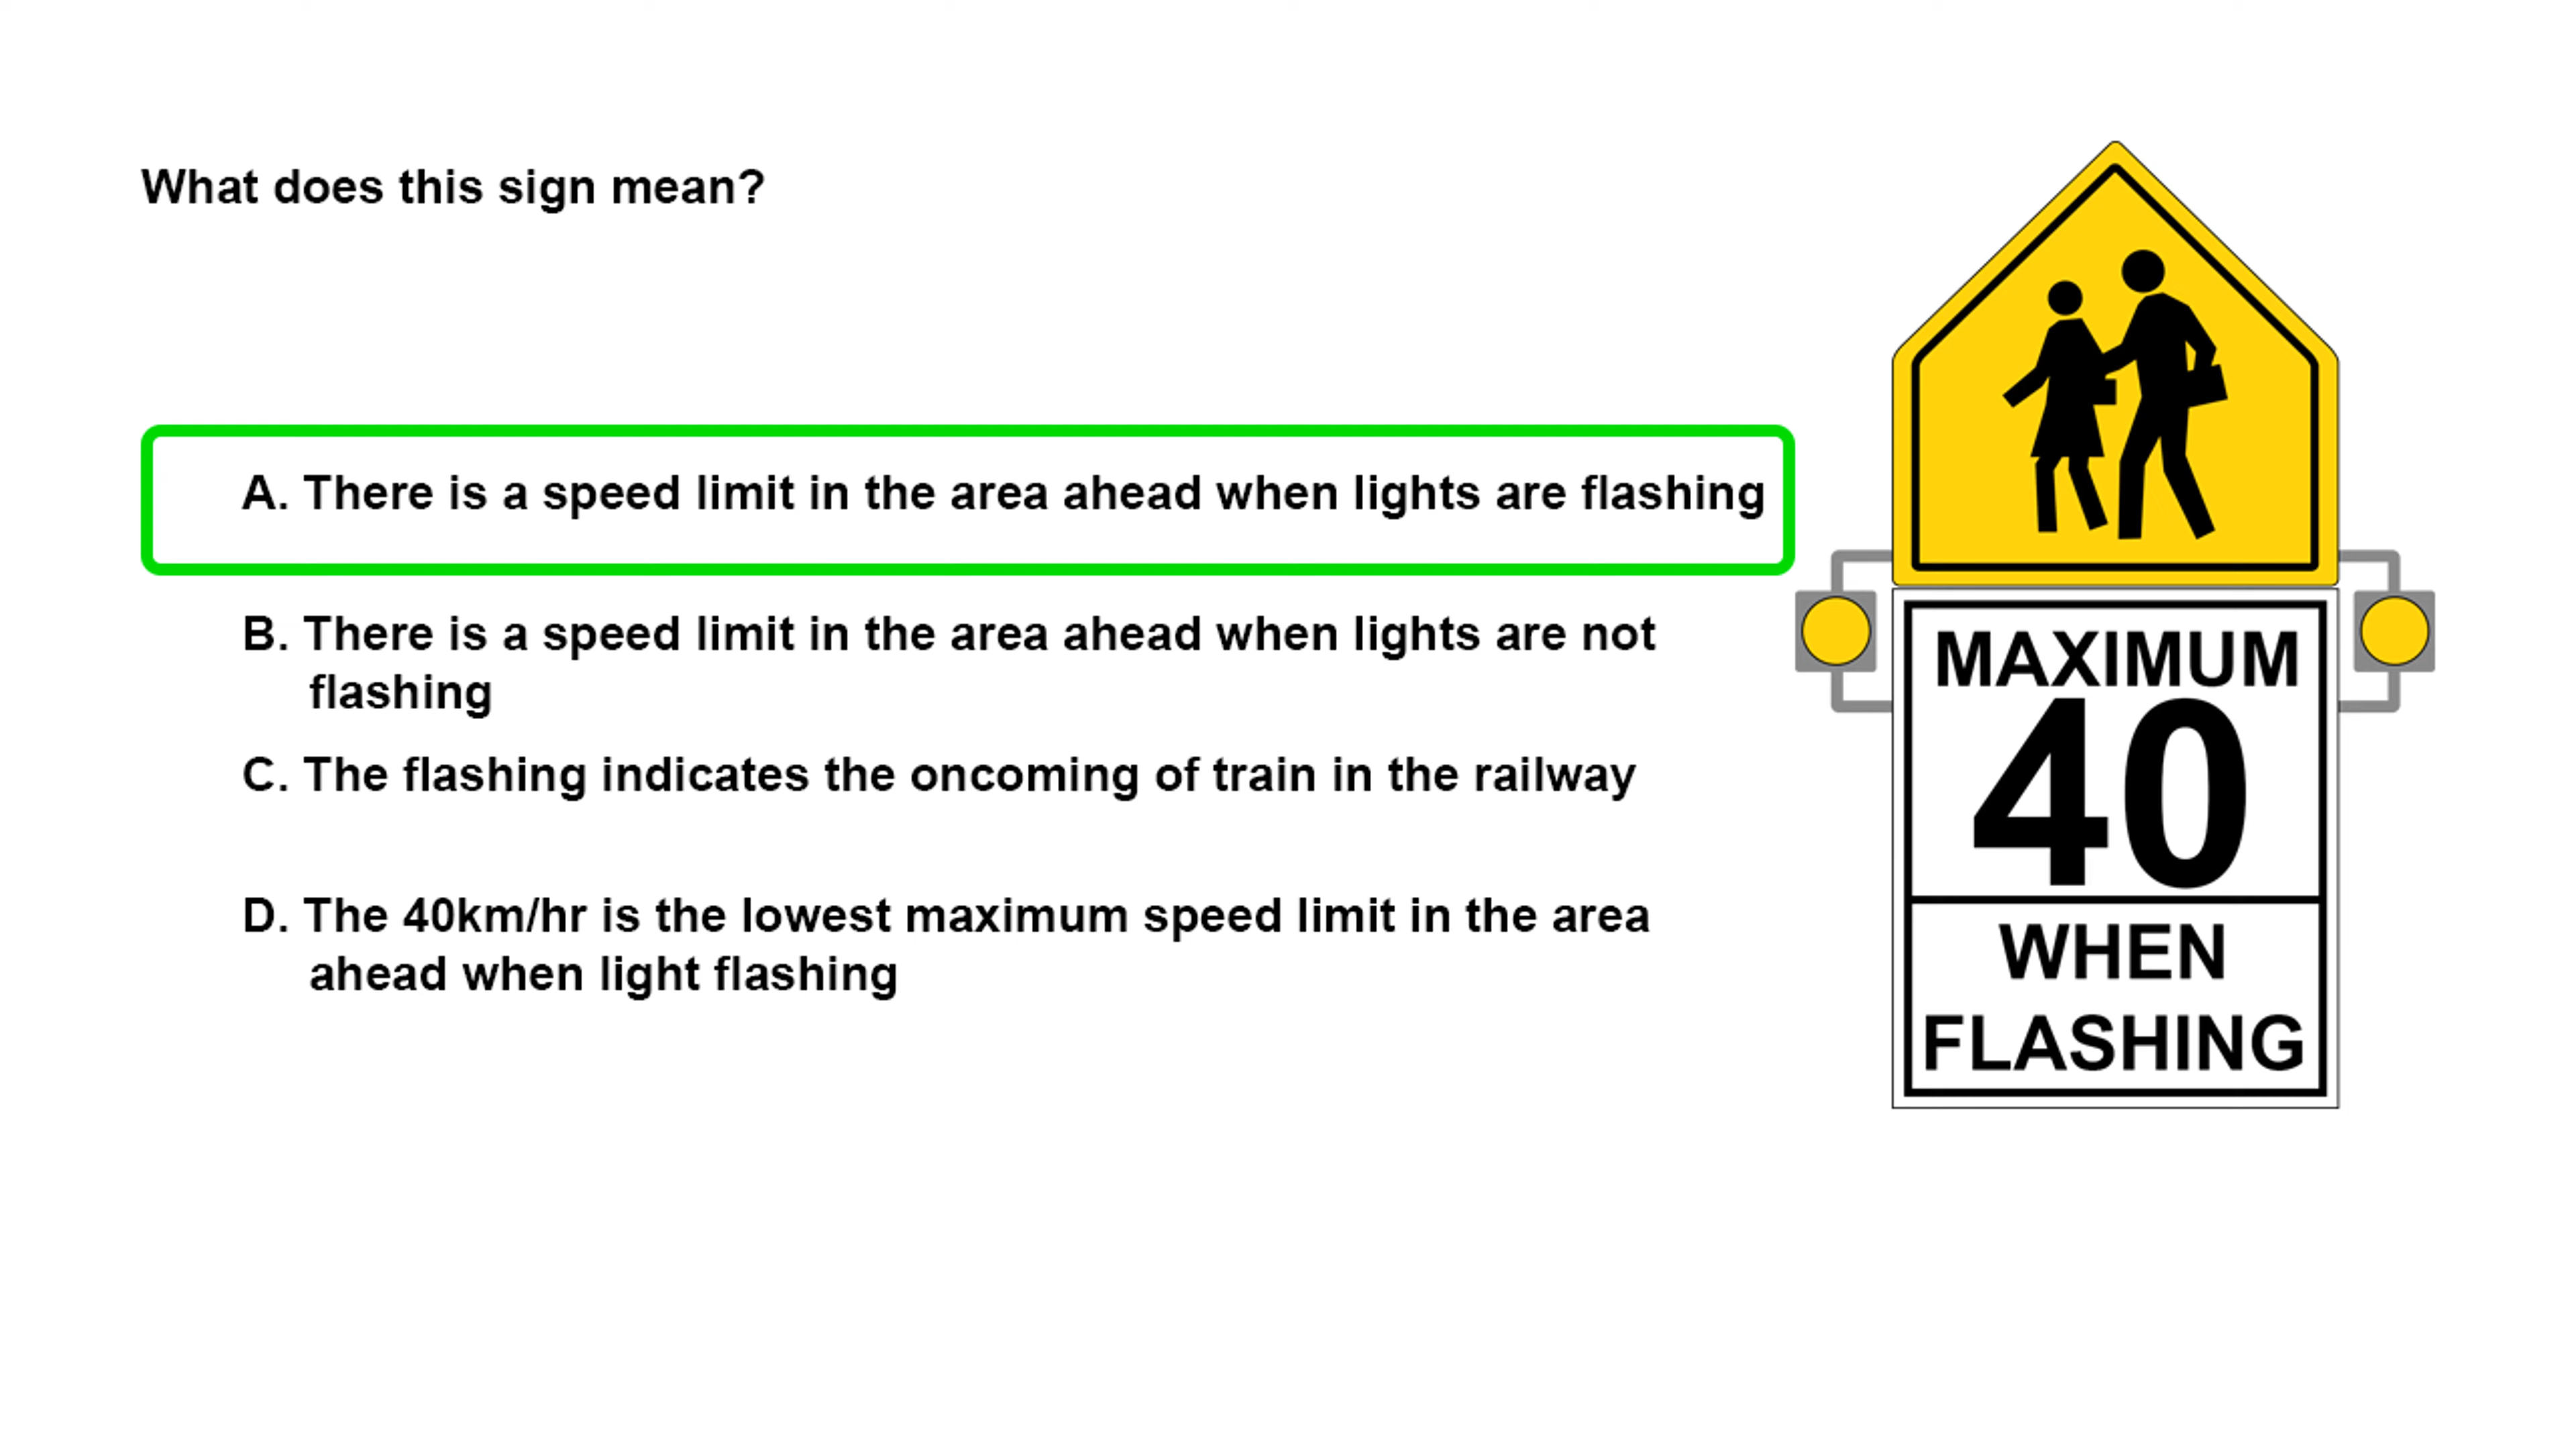 What does this sign mean?
A. There is a speed limit in the area ahead when lights are flashing
B. There is a speed limit in the area ahead when lights are not
flashing
C. The flashing indicates the oncoming of train in the railway
D. The 40km/hr is the lowest maximum speed limit in the area
ahead when light flashing
MAXIMUM
40
WHEN
FLASHING